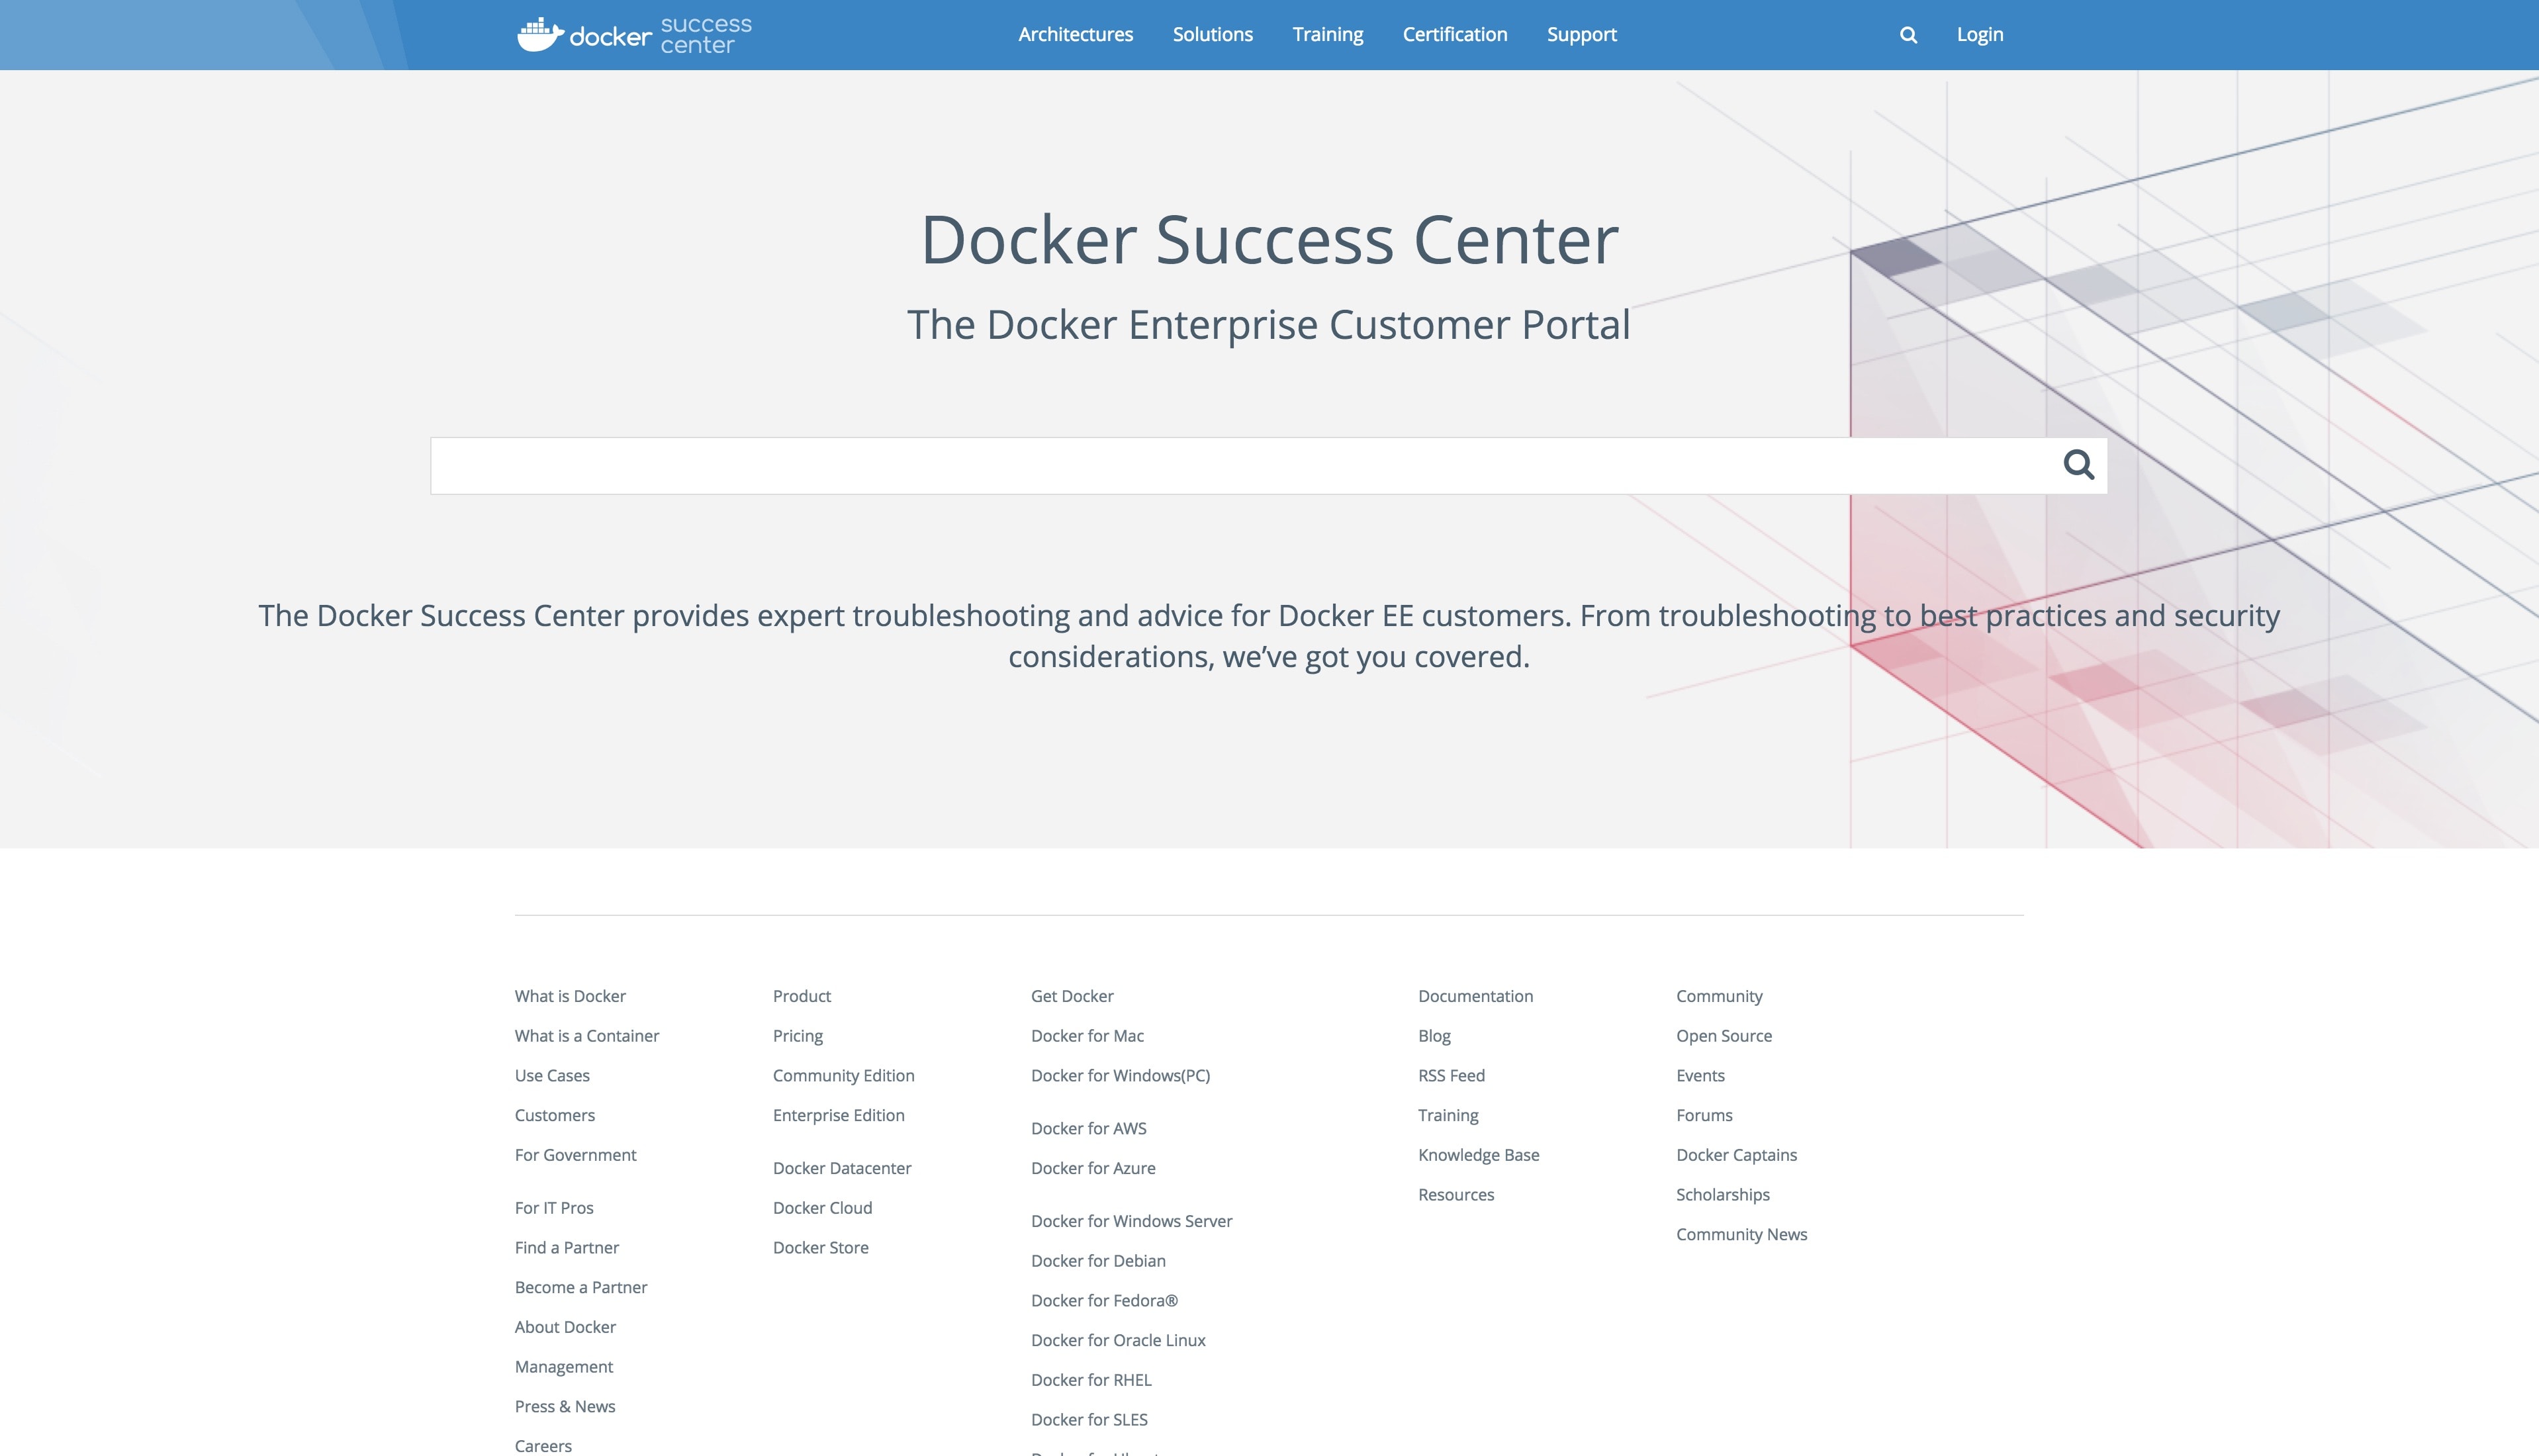 docker success center
Architectures
Solutions
Training
Certification
Support
Login
Docker Success Center
The Docker Enterprise Customer Portal
The Docker Success Center provides expert troubleshooting and advice for Docker EE customers. From troubleshooting to best practices and security
considerations, we’ve got you covered.
What is Docker
What is a Container
Use Cases
Customers
For Government
For IT Pros
Find a Partner
Become a Partner
About Docker
Management
Press & News
Careers
Product
Pricing
Community Edition
Enterprise Edition
Docker Datacenter
Docker Cloud
Docker Store
Get Docker
Docker for Mac
Docker for Windows(PC)
Docker for AWS
Docker for Azure
Docker for Windows Server
Docker for Debian
Docker for Fedora®
Docker for Oracle Linux
Docker for RHEL
Docker for SLES
Documentation
Blog
RSS Feed
Training
Knowledge Base
Resources
Community
Open Source
Events
Forums
Docker Captains
Scholarships
Community News